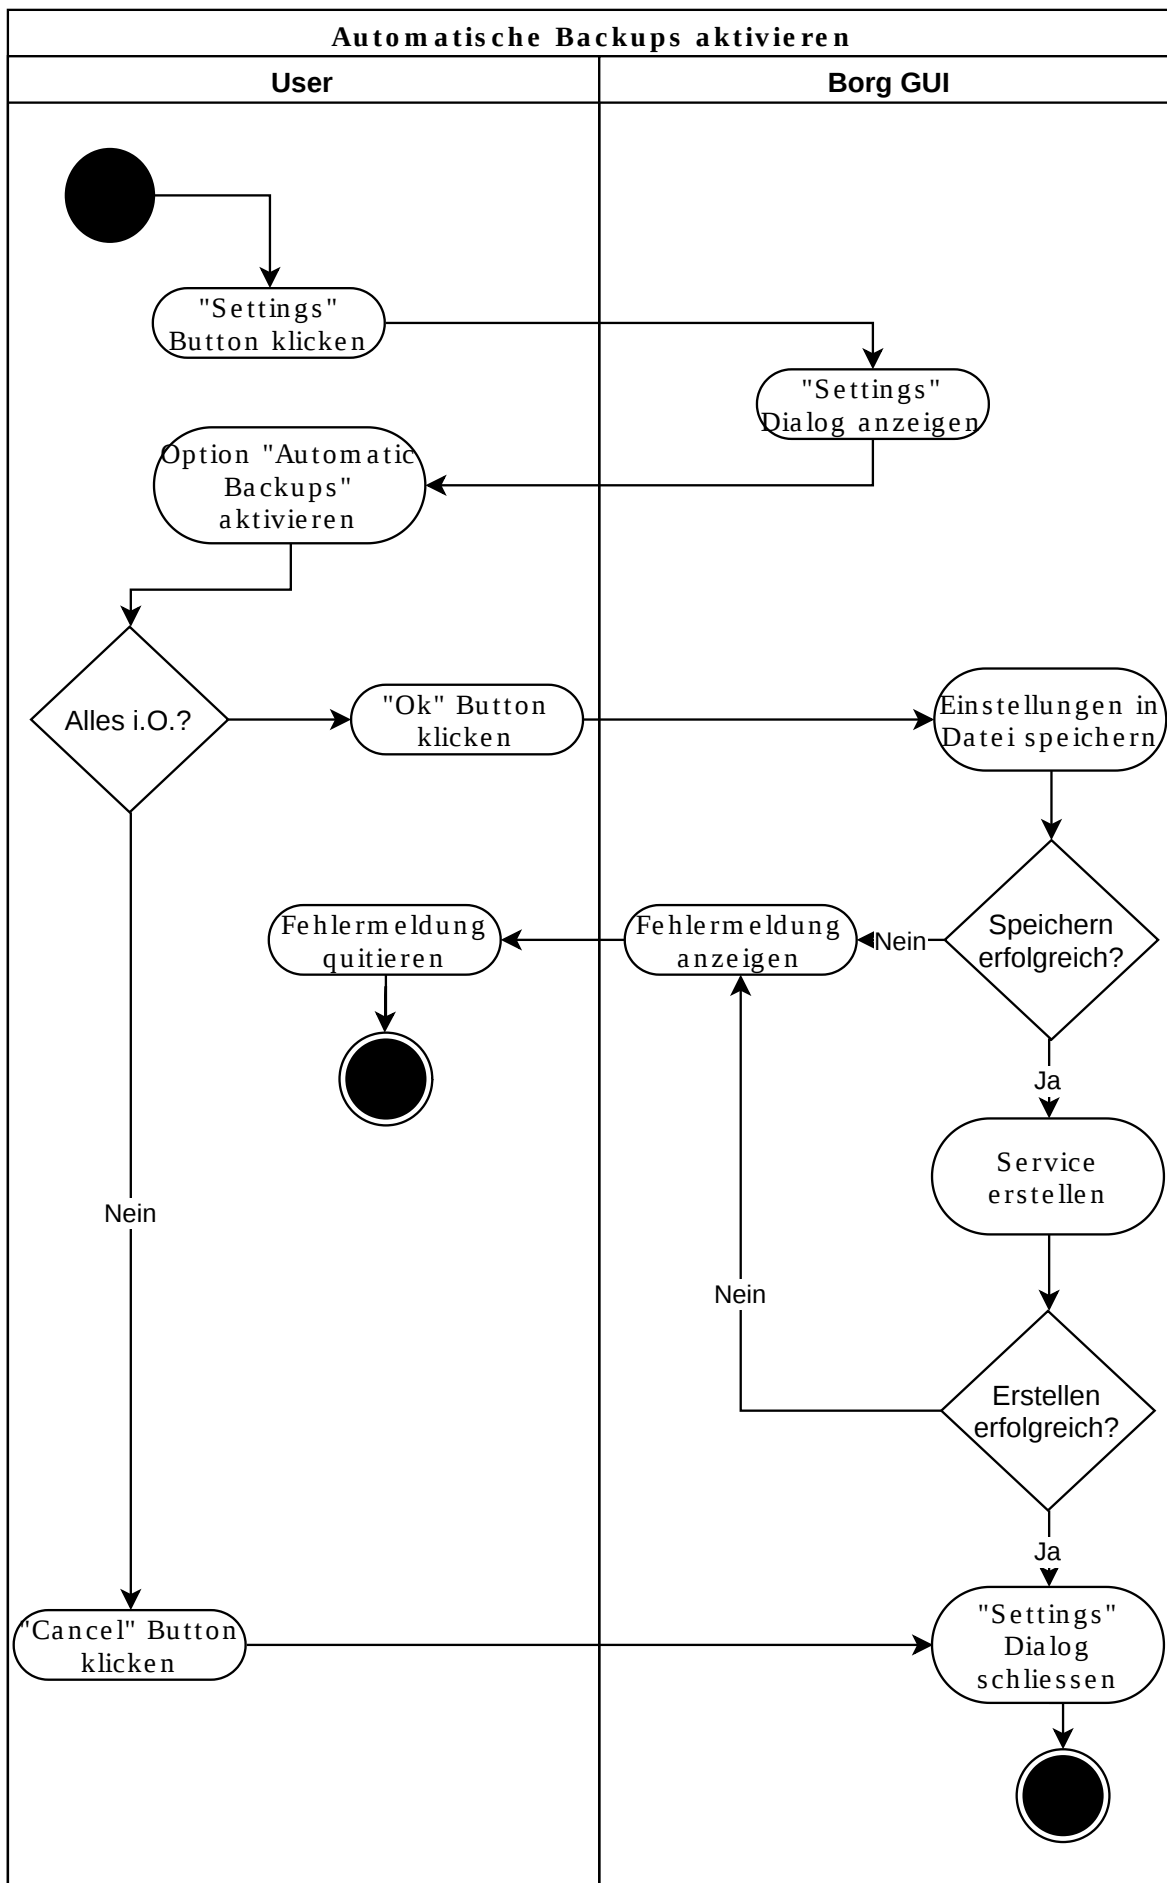 Automatische Backups aktivieren
User
Borg GUI
"Settings"
Button klicken
"Settings"
Dialog anzeigen
Option "Automatic
Backups"
aktivieren
Alles i.O.?
"Ok" Button
klicken
Einstellungen in
Datei speichern
Speichern
erfolgreich?
Nein
Fehlermeldung
anzeigen
Fehlermeldung
quitieren
Ja
Service
erstellen
Nein
Nein
Erstellen
erfolgreich?
Ja
"Cancel" Button
klicken
"Settings"
Dialog
schliessen